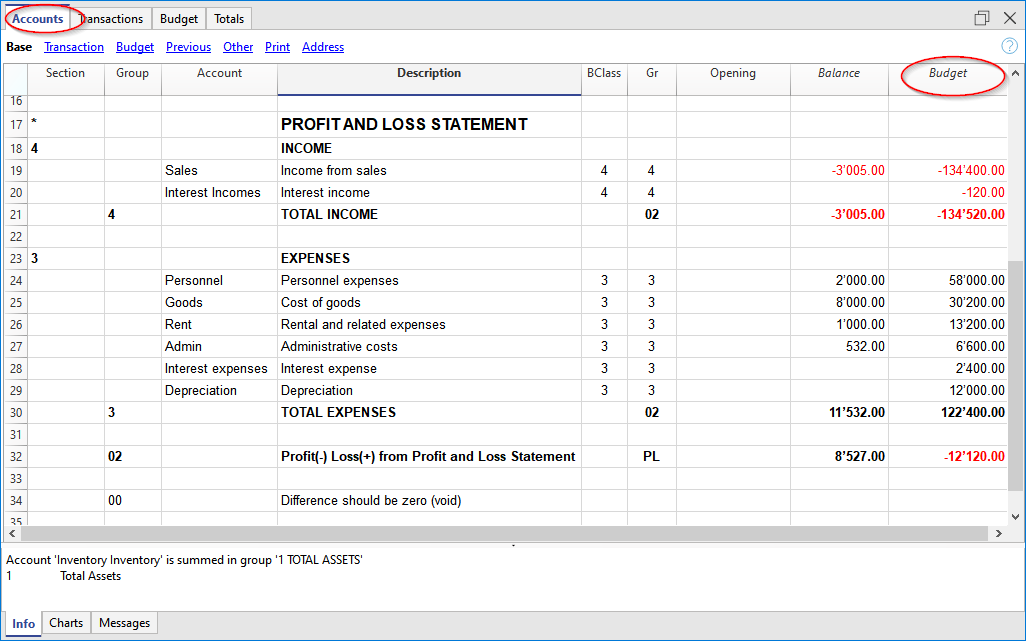 Accounts Transactions Budget Totals
Base Transaction Budget Previous Other Print Address ?
Section Group Account Description BClass Gr Opening Balance Budget
16
17 * PROFIT AND LOSS STATEMENT
18 4 INCOME
19 Sales Income from sales 4 4 -3'005.00 -134'400.00
20 Interest Incomes Interest income 4 4 -120.00
21 4 TOTAL INCOME 02 -3'005.00 -134'520.00
22
23 3 EXPENSES
24 Personnel Personnel expenses 3 3 2'000.00 58'000.00
25 Goods Cost of goods 3 3 8'000.00 30'200.00
26 Rent Rental and related expenses 3 3 1'000.00 13'200.00
27 Admin Administrative costs 3 3 532.00 6'600.00
28 Interest expenses Interest expense 3 3 2'400.00
29 Depreciation Depreciation 3 3 12'000.00
30 3 TOTAL EXPENSES 02 11'532.00 122'400.00
31
32 02 Profit(-) Loss(+) from Profit and Loss Statement PL 8'527.00 -12'120.00
33
34 00 Difference should be zero (void)
35
Account 'Inventory Inventory' is summed in group '1 TOTAL ASSETS'
1 Total Assets
Info Charts Messages